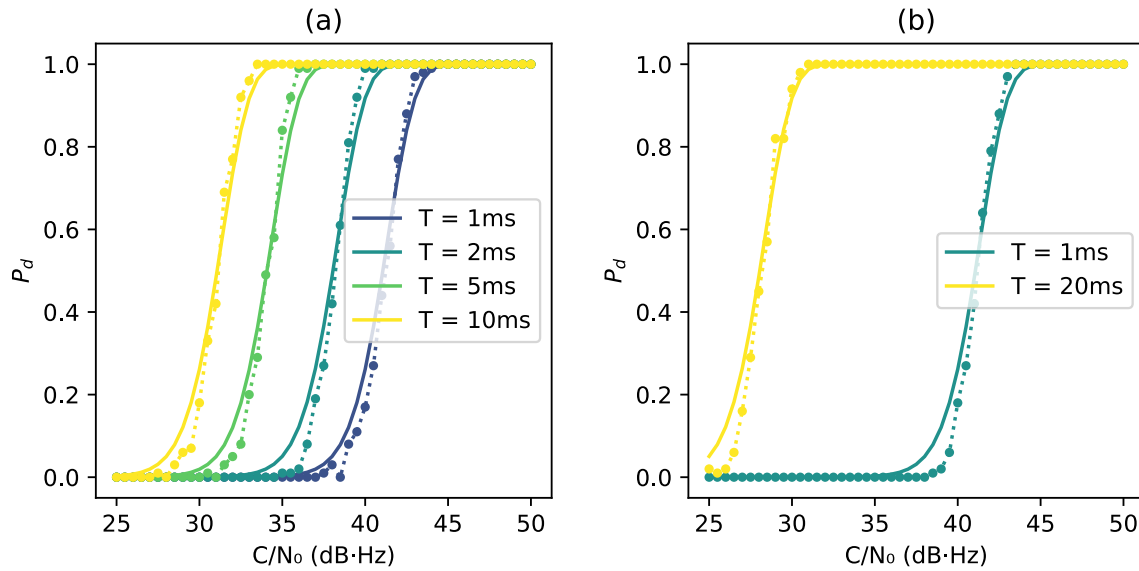 (a)
1.0
0.8
0.6
0.4
0.2
0.0
P_d
25 30 35 40 45 50
C/N₀ (dB·Hz)
T = 1ms
T = 2ms
T = 5ms
T = 10ms
(b)
1.0
0.8
0.6
0.4
0.2
0.0
P_d
25 30 35 40 45 50
C/N₀ (dB·Hz)
T = 1ms
T = 20ms